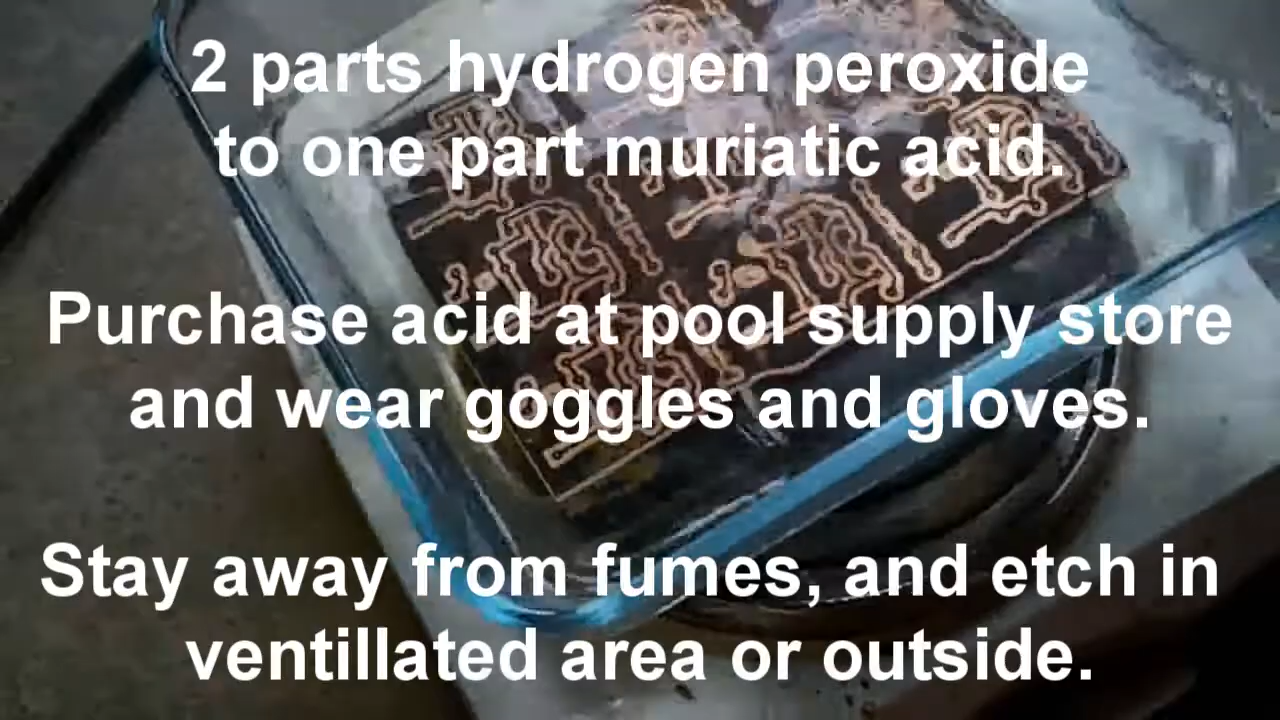 2 parts hydrogen peroxide
to one part muriatic acid.
Purchase acid at pool supply store
and wear goggles and gloves.
Stay away from fumes, and etch in
ventillated area or outside.